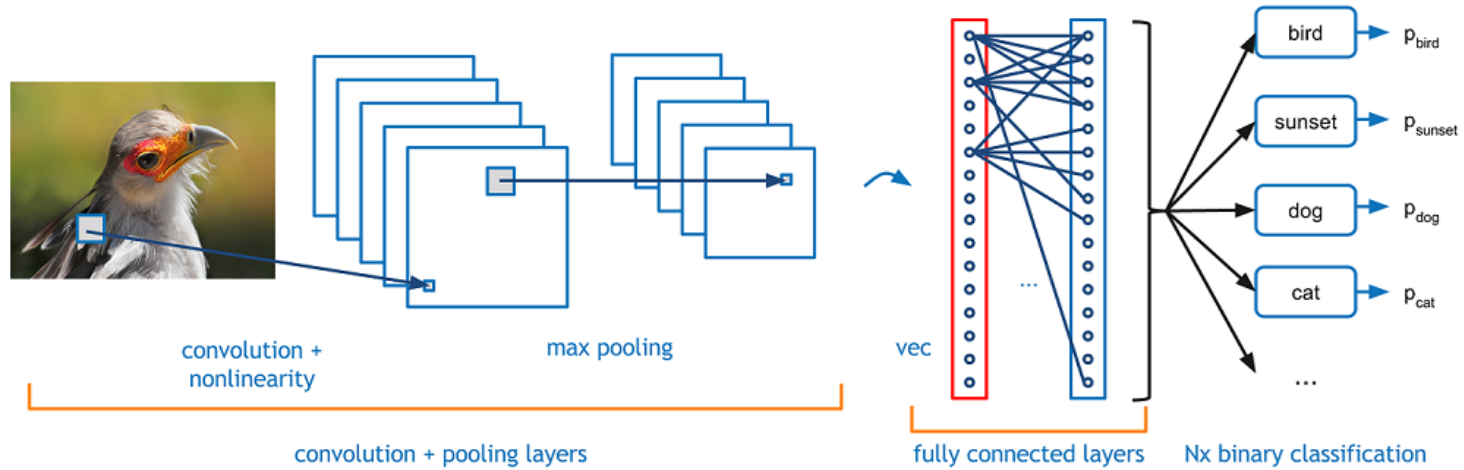 convolution +
nonlinearity
max pooling
vec
...
bird
p_bird
sunset
p_sunset
dog
p_dog
cat
p_cat
...
convolution + pooling layers
fully connected layers
Nx binary classification